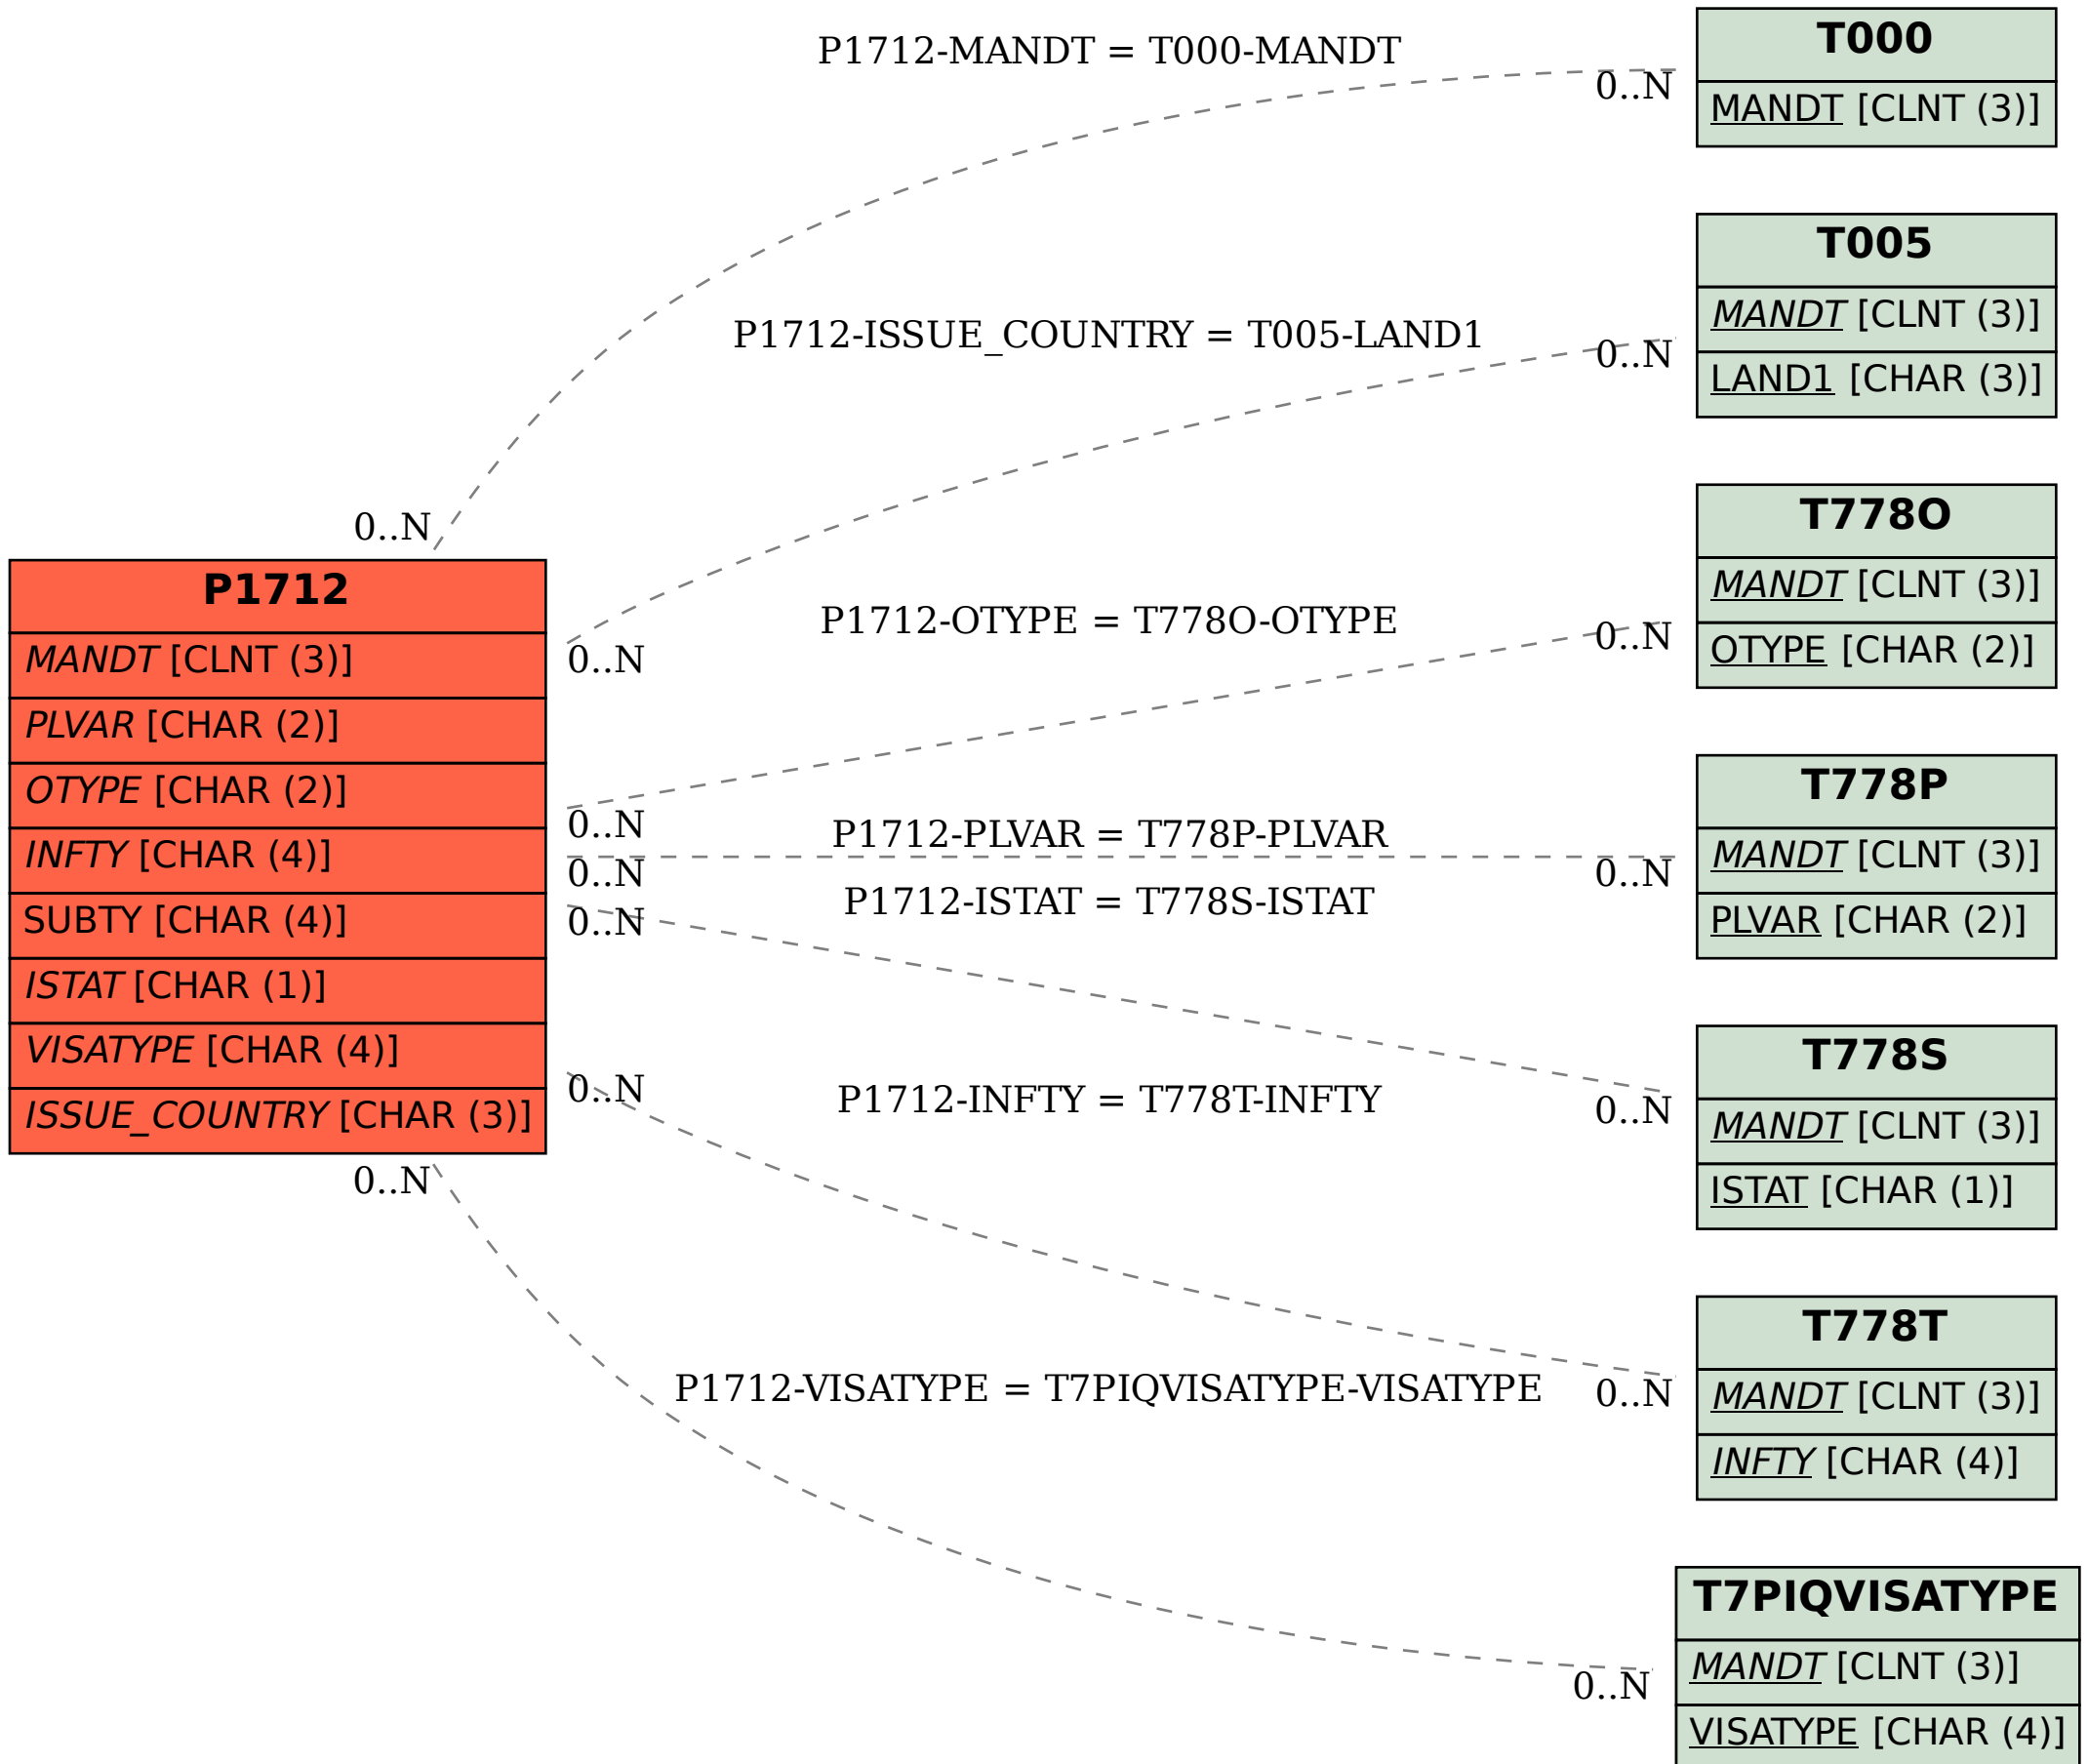 P1712
MANDT [CLNT (3)]
PLVAR [CHAR (2)]
OTYPE [CHAR (2)]
INFTY [CHAR (4)]
SUBTY [CHAR (4)]
ISTAT [CHAR (1)]
VISATYPE [CHAR (4)]
ISSUE_COUNTRY [CHAR (3)]
P1712-MANDT = T000-MANDT
0..N
0..N
P1712-ISSUE_COUNTRY = T005-LAND1
0..N
0..N
P1712-OTYPE = T778O-OTYPE
0..N
0..N
P1712-PLVAR = T778P-PLVAR
0..N
0..N
P1712-ISTAT = T778S-ISTAT
0..N
0..N
P1712-INFTY = T778T-INFTY
0..N
0..N
P1712-VISATYPE = T7PIQVISATYPE-VISATYPE
0..N
0..N
T000
MANDT [CLNT (3)]
T005
MANDT [CLNT (3)]
LAND1 [CHAR (3)]
T778O
MANDT [CLNT (3)]
OTYPE [CHAR (2)]
T778P
MANDT [CLNT (3)]
PLVAR [CHAR (2)]
T778S
MANDT [CLNT (3)]
ISTAT [CHAR (1)]
T778T
MANDT [CLNT (3)]
INFTY [CHAR (4)]
T7PIQVISATYPE
MANDT [CLNT (3)]
VISATYPE [CHAR (4)]